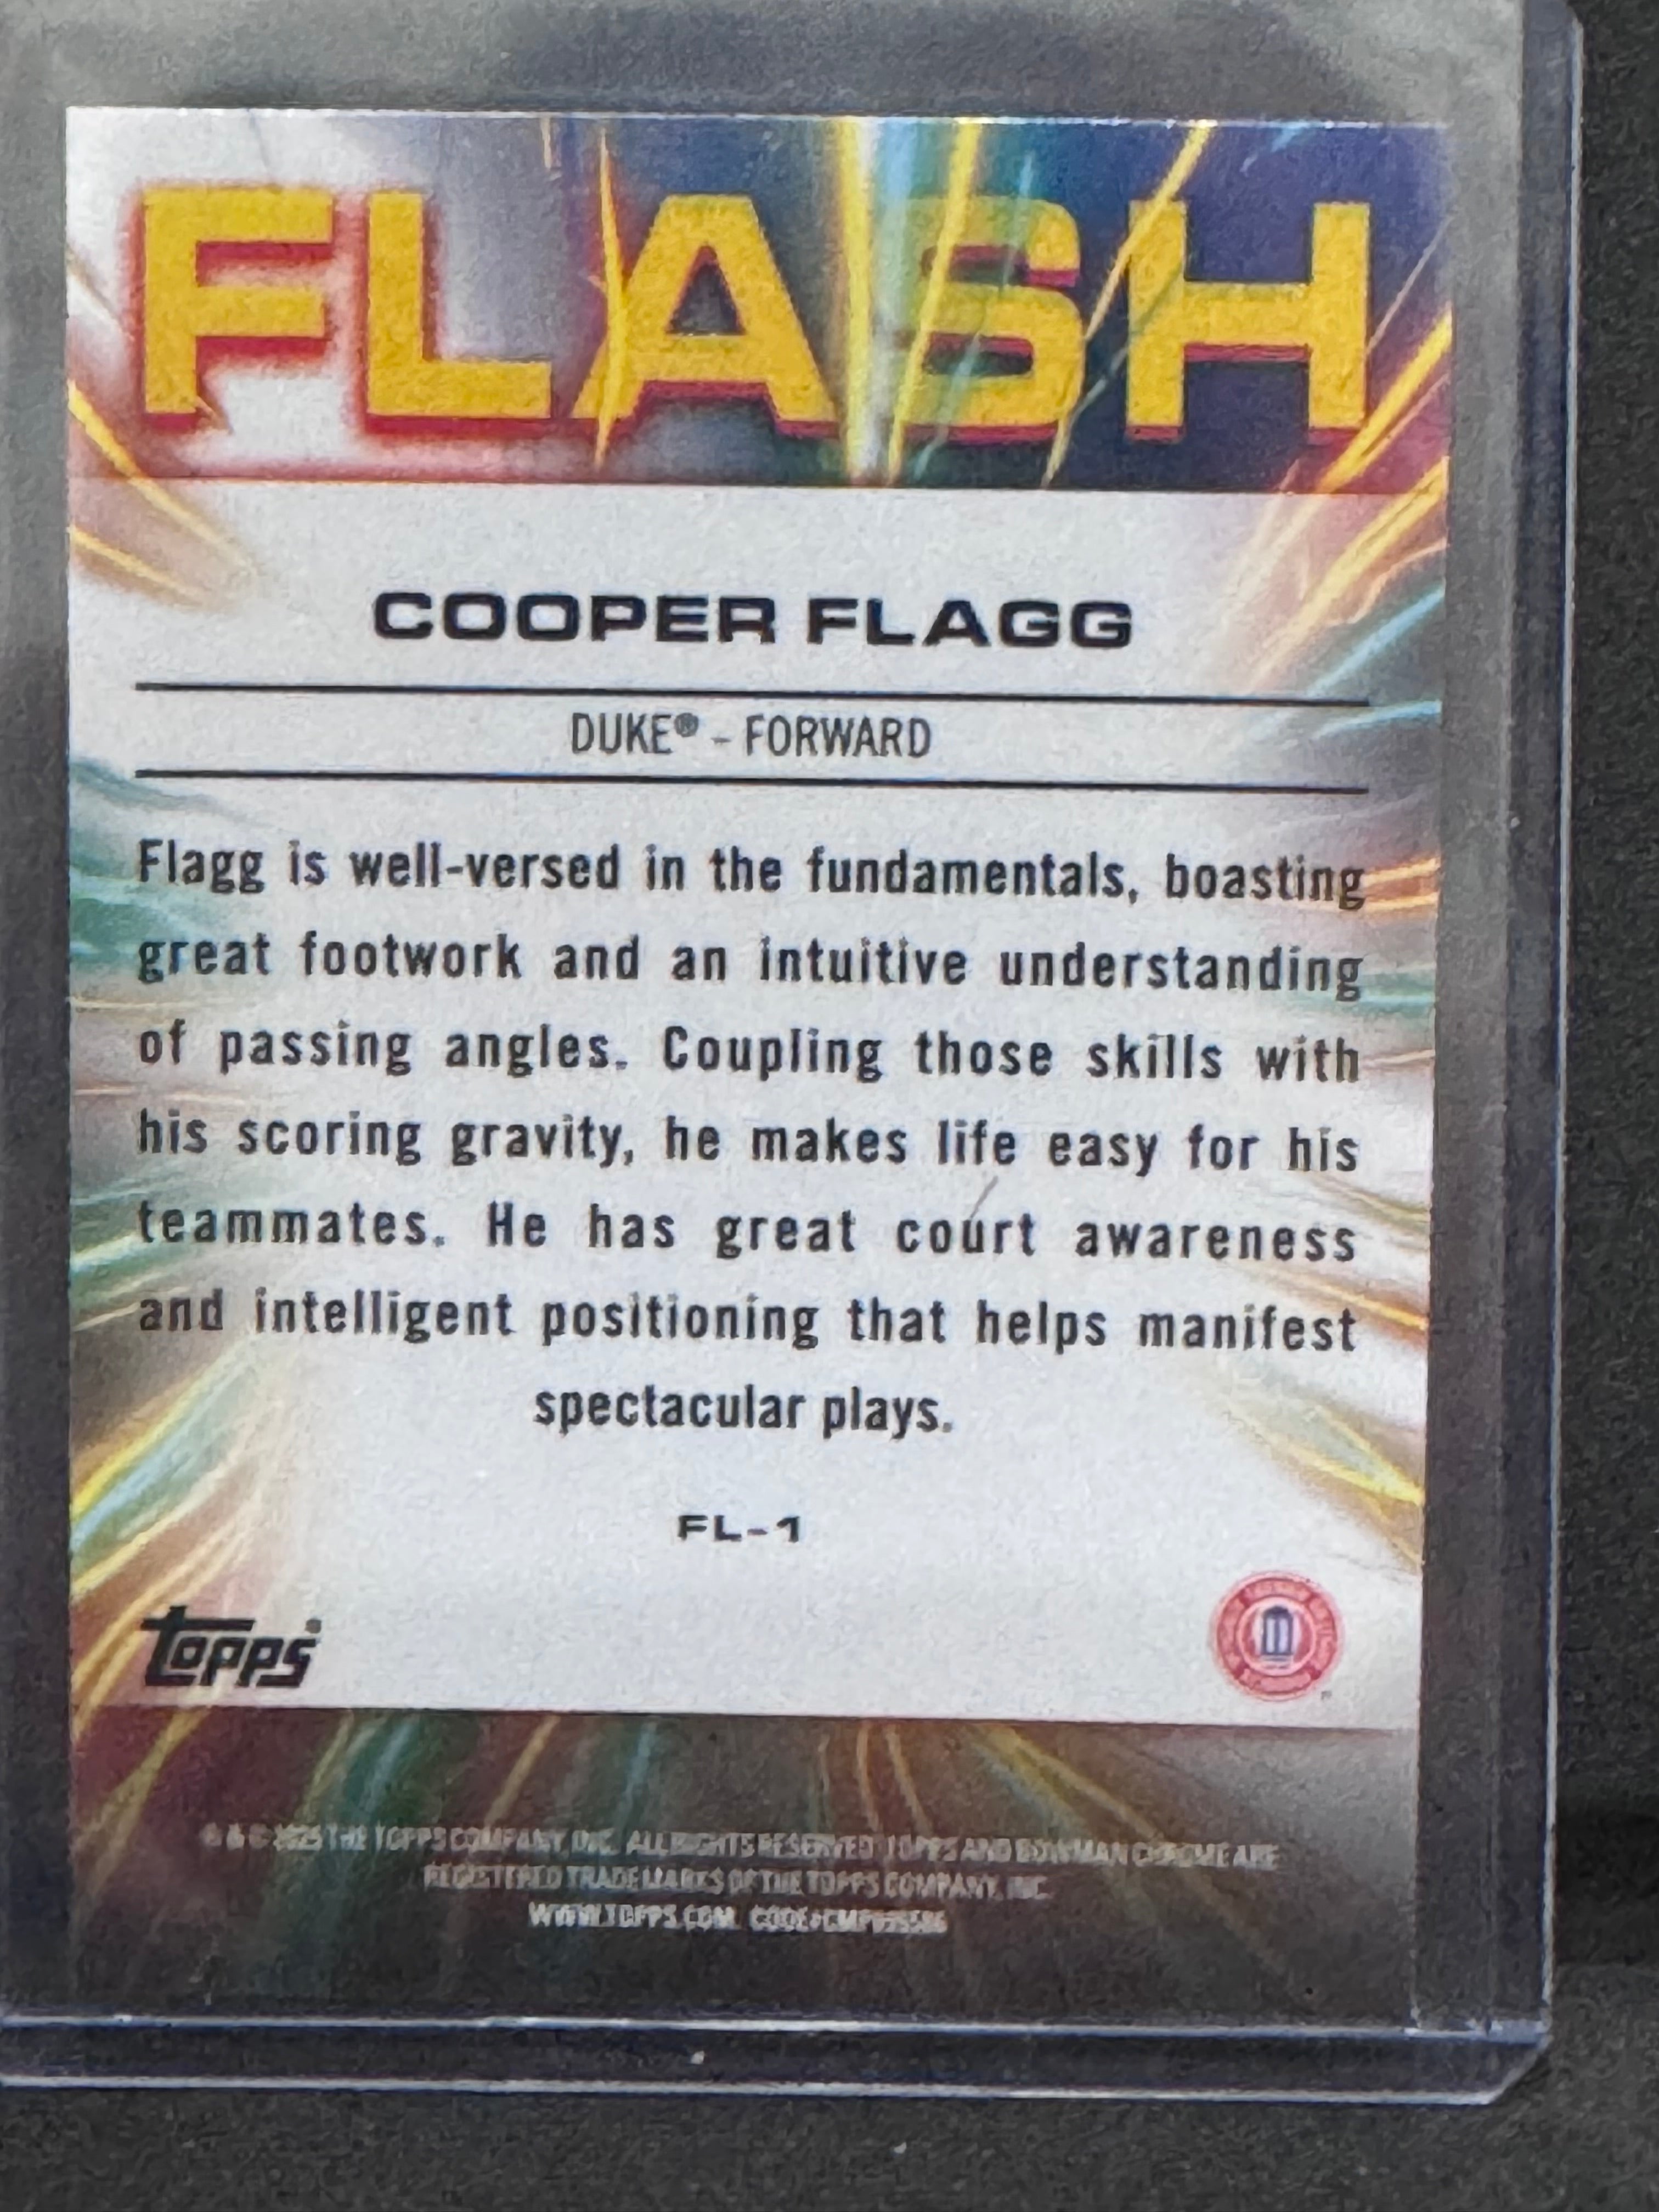 FLASH
COOPER FLAGG
DUKE® - FORWARD
Flagg is well-versed in the fundamentals, boasting
great footwork and an intuitive understanding
of passing angles. Coupling those skills with
his scoring gravity, he makes life easy for his
teammates. He has great court awareness
and intelligent positioning that helps manifest
spectacular plays.
FL-1
topps®
® & © 2025 THE TOPPS COMPANY, INC. ALL RIGHTS RESERVED. TOPPS AND BOWMAN CHROME ARE
REGISTERED TRADEMARKS OF THE TOPPS COMPANY, INC.
WWW.TOPPS.COM. CODE#